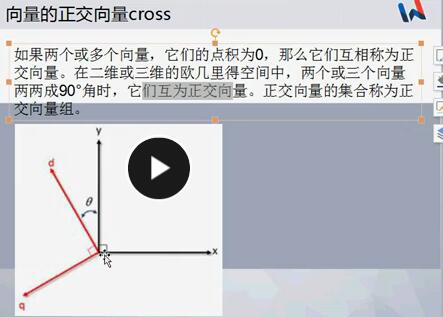 向量的正交向量cross
如果两个或多个向量，它们的点积为0，那么它们互相称为正
交向量。在二维或三维的欧几里得空间中，两个或三个向量
两两成90°角时，它们互为正交向量。正交向量的集合称为正
交向量组。
y
d
θ
x
q